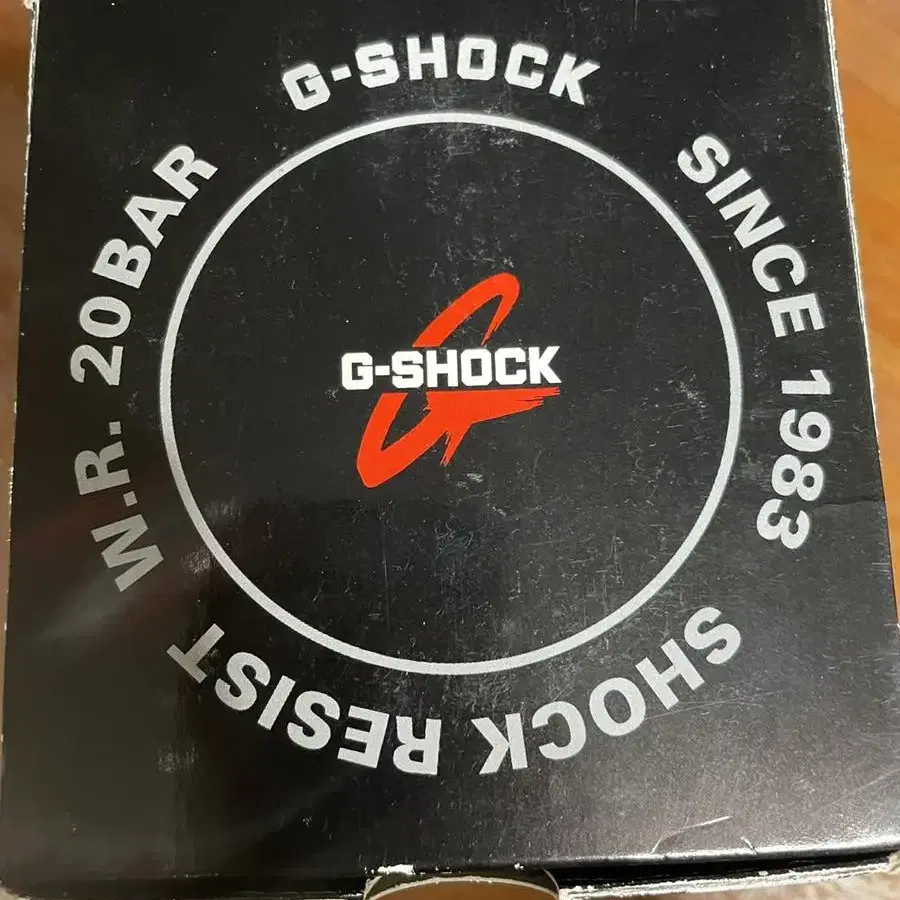 G-SHOCK
SINCE 1983
SHOCK RESIST
W.R. 20BAR
G-SHOCK